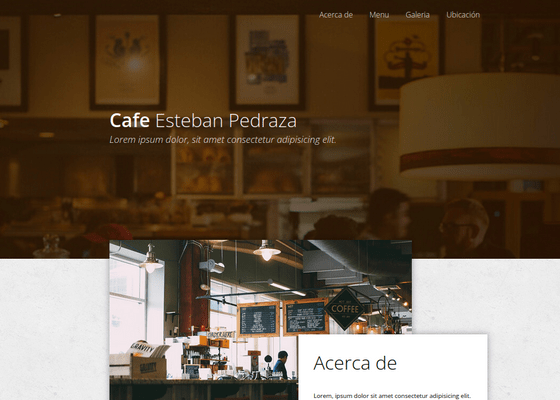 Acerca de Menu Galeria Ubicación
Cafe Esteban Pedraza
Lorem ipsum dolor, sit amet consectetur adipisicing elit.
COFFEE
GRAVITY
Acerca de
Lorem, ipsum dolor sit amet consectetur adipisicing elit.